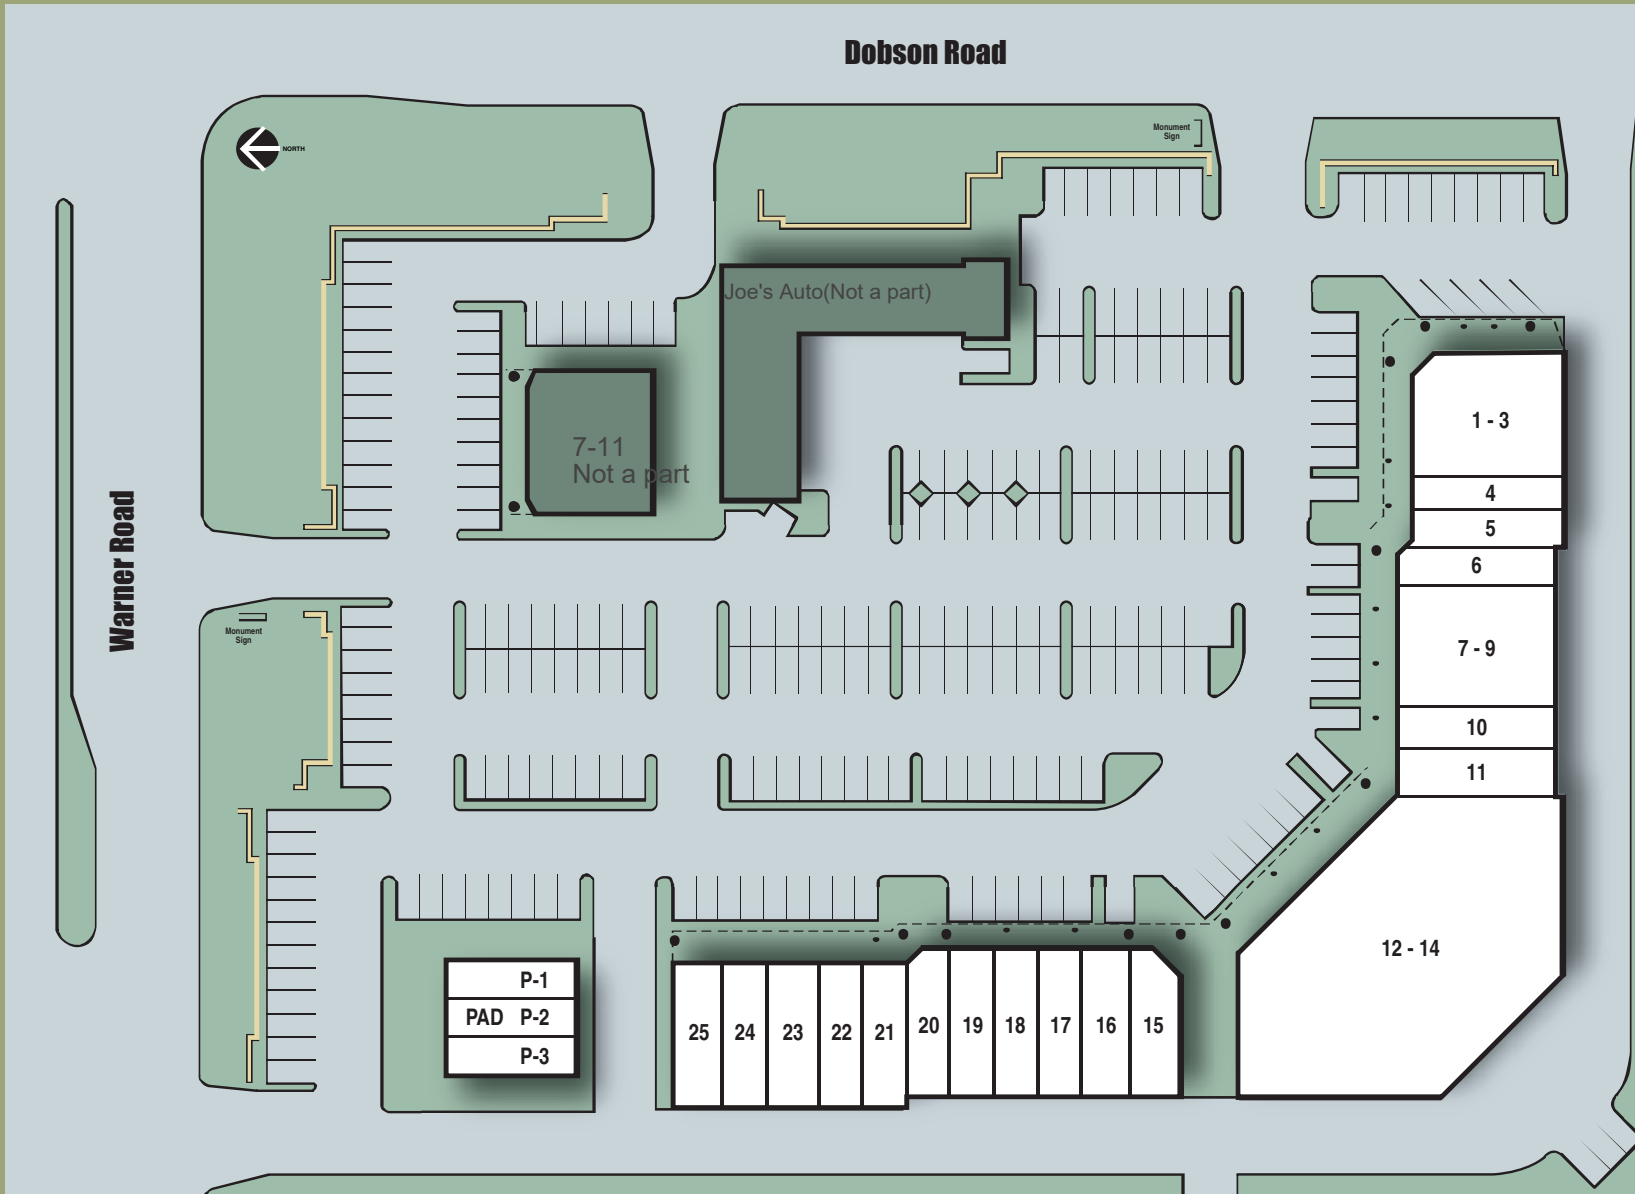 Dobson Road
Monument
Sign
NORTH
Joe's Auto(Not a part)
7-11
Not a part
Warner Road
Monument
Sign
1 - 3
4
5
6
7 - 9
10
11
12 - 14
P-1
PAD P-2
P-3
25 24 23 22 21 20 19 18 17 16 15